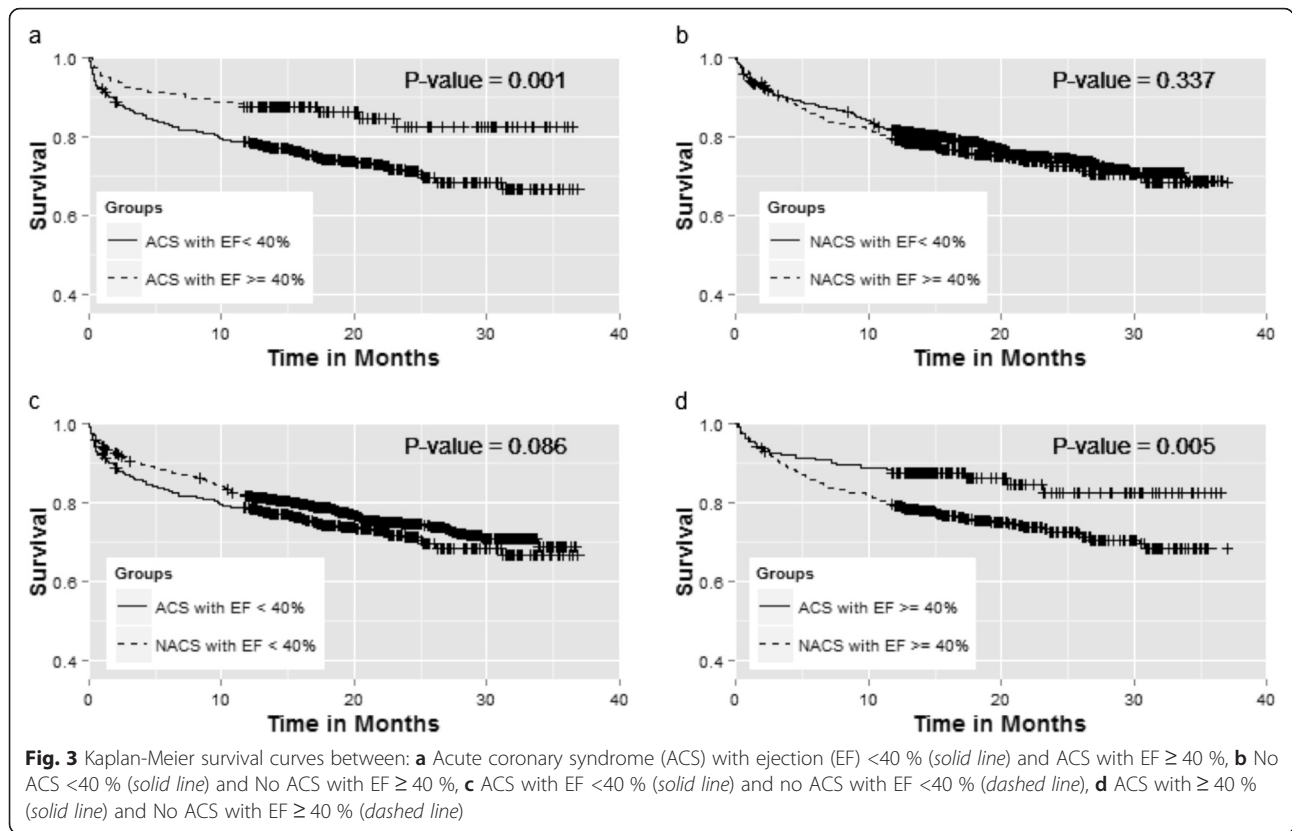 a
P-value = 0.001
1.0
0.8
0.6
0.4
Survival
Groups
ACS with EF< 40%
ACS with EF >= 40%
0 10 20 30 40
Time in Months
b
P-value = 0.337
1.0
0.8
0.6
0.4
Survival
Groups
NACS with EF< 40%
NACS with EF >= 40%
0 10 20 30 40
Time in Months
c
P-value = 0.086
1.0
0.8
0.6
0.4
Survival
Groups
ACS with EF < 40%
NACS with EF < 40%
0 10 20 30 40
Time in Months
d
P-value = 0.005
1.0
0.8
0.6
0.4
Survival
Groups
ACS with EF >= 40%
NACS with EF >= 40%
0 10 20 30 40
Time in Months
Fig. 3 Kaplan-Meier survival curves between: a Acute coronary syndrome (ACS) with ejection (EF) <40 % (solid line) and ACS with EF ≥ 40 %, b No
ACS <40 % (solid line) and No ACS with EF ≥ 40 %, c ACS with EF <40 % (solid line) and no ACS with EF <40 % (dashed line), d ACS with ≥ 40 %
(solid line) and No ACS with EF ≥ 40 % (dashed line)